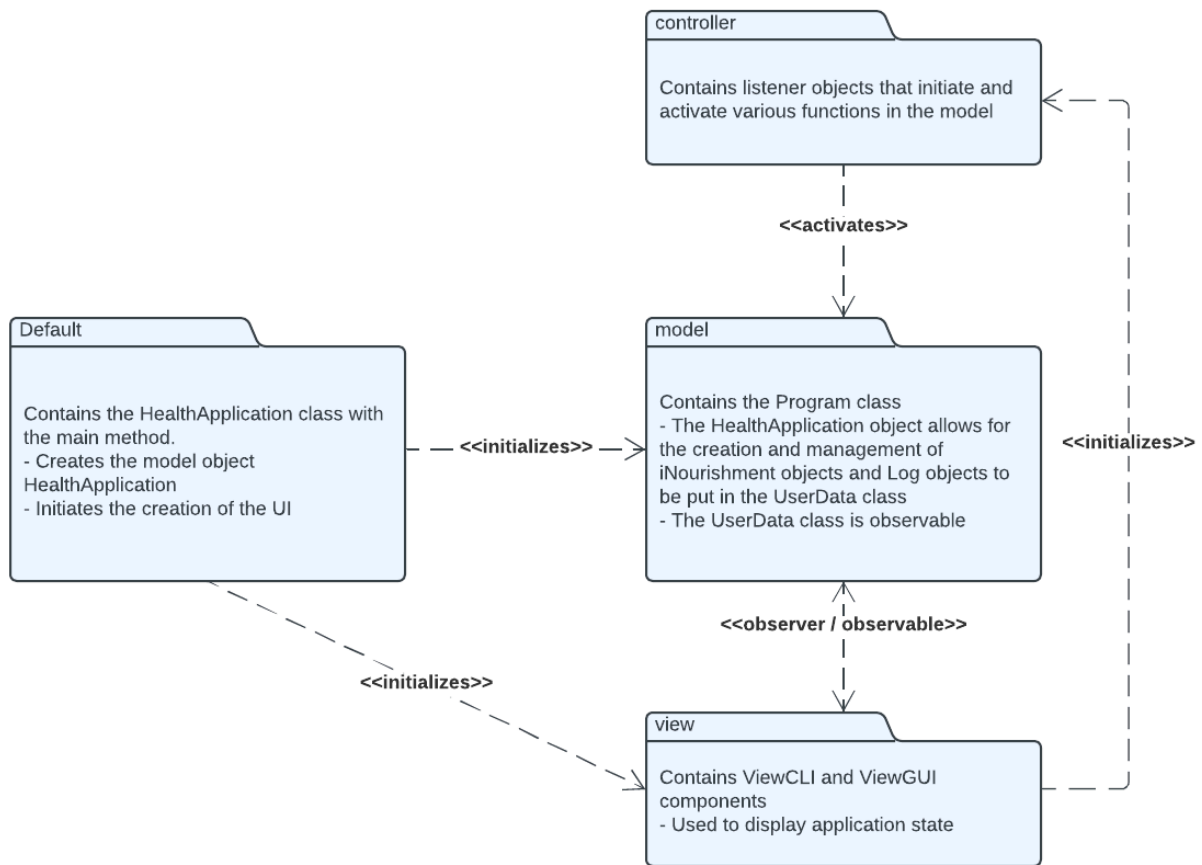 controller
Contains listener objects that initiate and
activate various functions in the model
<<activates>>
Default
Contains the HealthApplication class with
the main method.
- Creates the model object
HealthApplication
- Initiates the creation of the UI
<<initializes>>
model
Contains the Program class
- The HealthApplication object allows for
the creation and management of
iNourishment objects and Log objects to
be put in the UserData class
- The UserData class is observable
<<initializes>>
<<observer / observable>>
<<initializes>>
view
Contains ViewCLI and ViewGUI
components
- Used to display application state